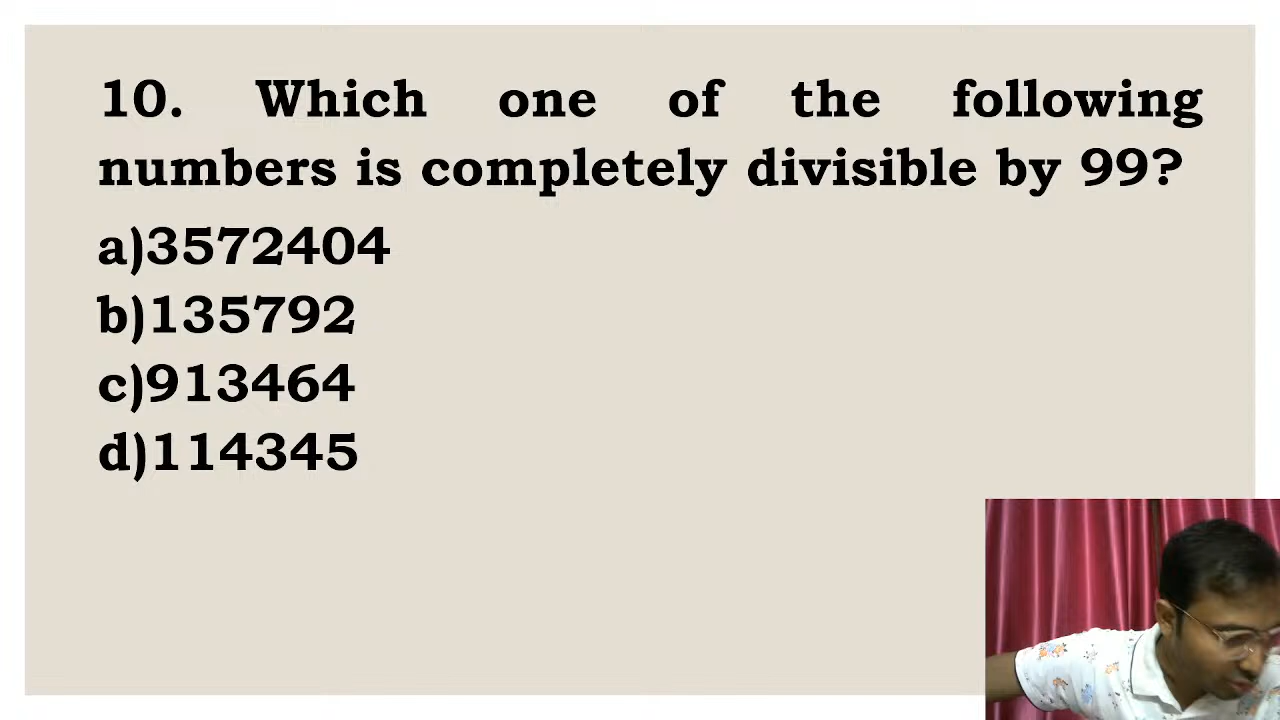 10. Which one of the following
numbers is completely divisible by 99?
a)3572404
b)135792
c)913464
d)114345